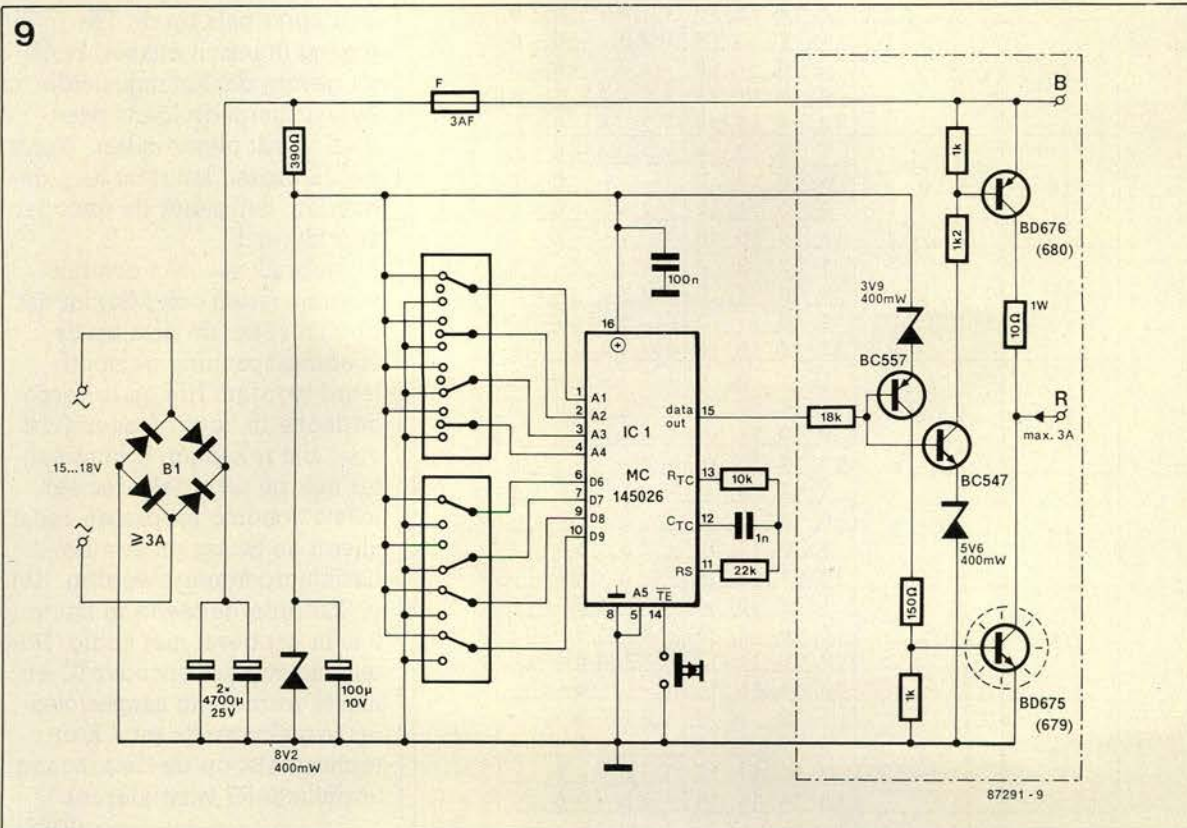 9
F
3AF
B
390Ω
1k
1k2
BD676
(680)
100n
3V9
400mW
1W
10Ω
BC557
16
R
max. 3A
18k
BC547
1
A1
2
A2
3
A3
4
A4
IC 1
data
out
15
MC
145026
6
D6
7
D7
9
D8
10
D9
RTC
13
10k
CTC
12
1n
RS
11
22k
5V6
400mW
15...18V
B1
≥3A
8
A5
5
TE
14
150Ω
1k
BD675
(679)
2×
4700µ
25V
100µ
10V
8V2
400mW
87291 - 9